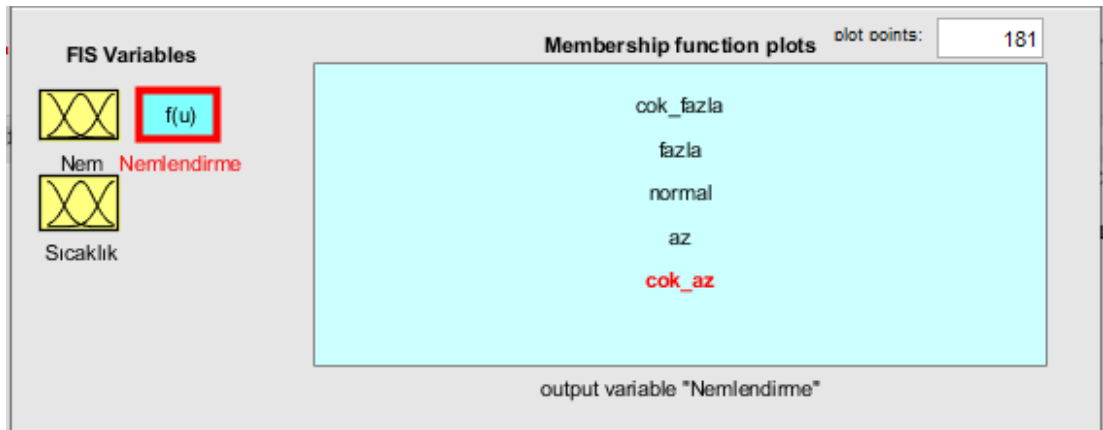 FIS Variables
Membership function plots
plot points:
181
f(u)
Nem
Nemlendirme
Sıcaklık
cok_fazla
fazla
normal
az
cok_az
output variable "Nemlendirme"